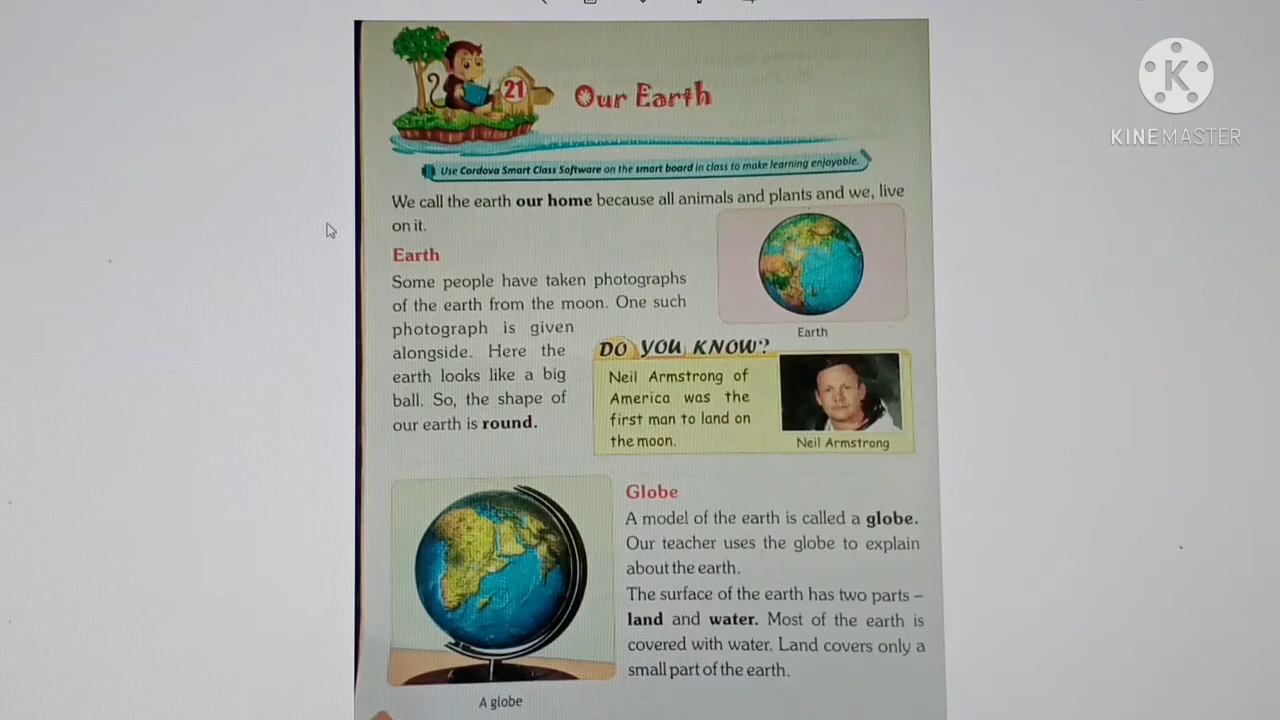 21
Our Earth
Use Cordova Smart Class Software on the smart board in class to make learning enjoyable.
We call the earth our home because all animals and plants and we, live
on it.
Earth
Some people have taken photographs
of the earth from the moon. One such
photograph is given
alongside. Here the
earth looks like a big
ball. So, the shape of
our earth is round.
Earth
DO YOU KNOW?
Neil Armstrong of
America was the
first man to land on
the moon.
Neil Armstrong
A globe
Globe
A model of the earth is called a globe.
Our teacher uses the globe to explain
about the earth.
The surface of the earth has two parts –
land and water. Most of the earth is
covered with water. Land covers only a
small part of the earth.
K
KINEMASTER